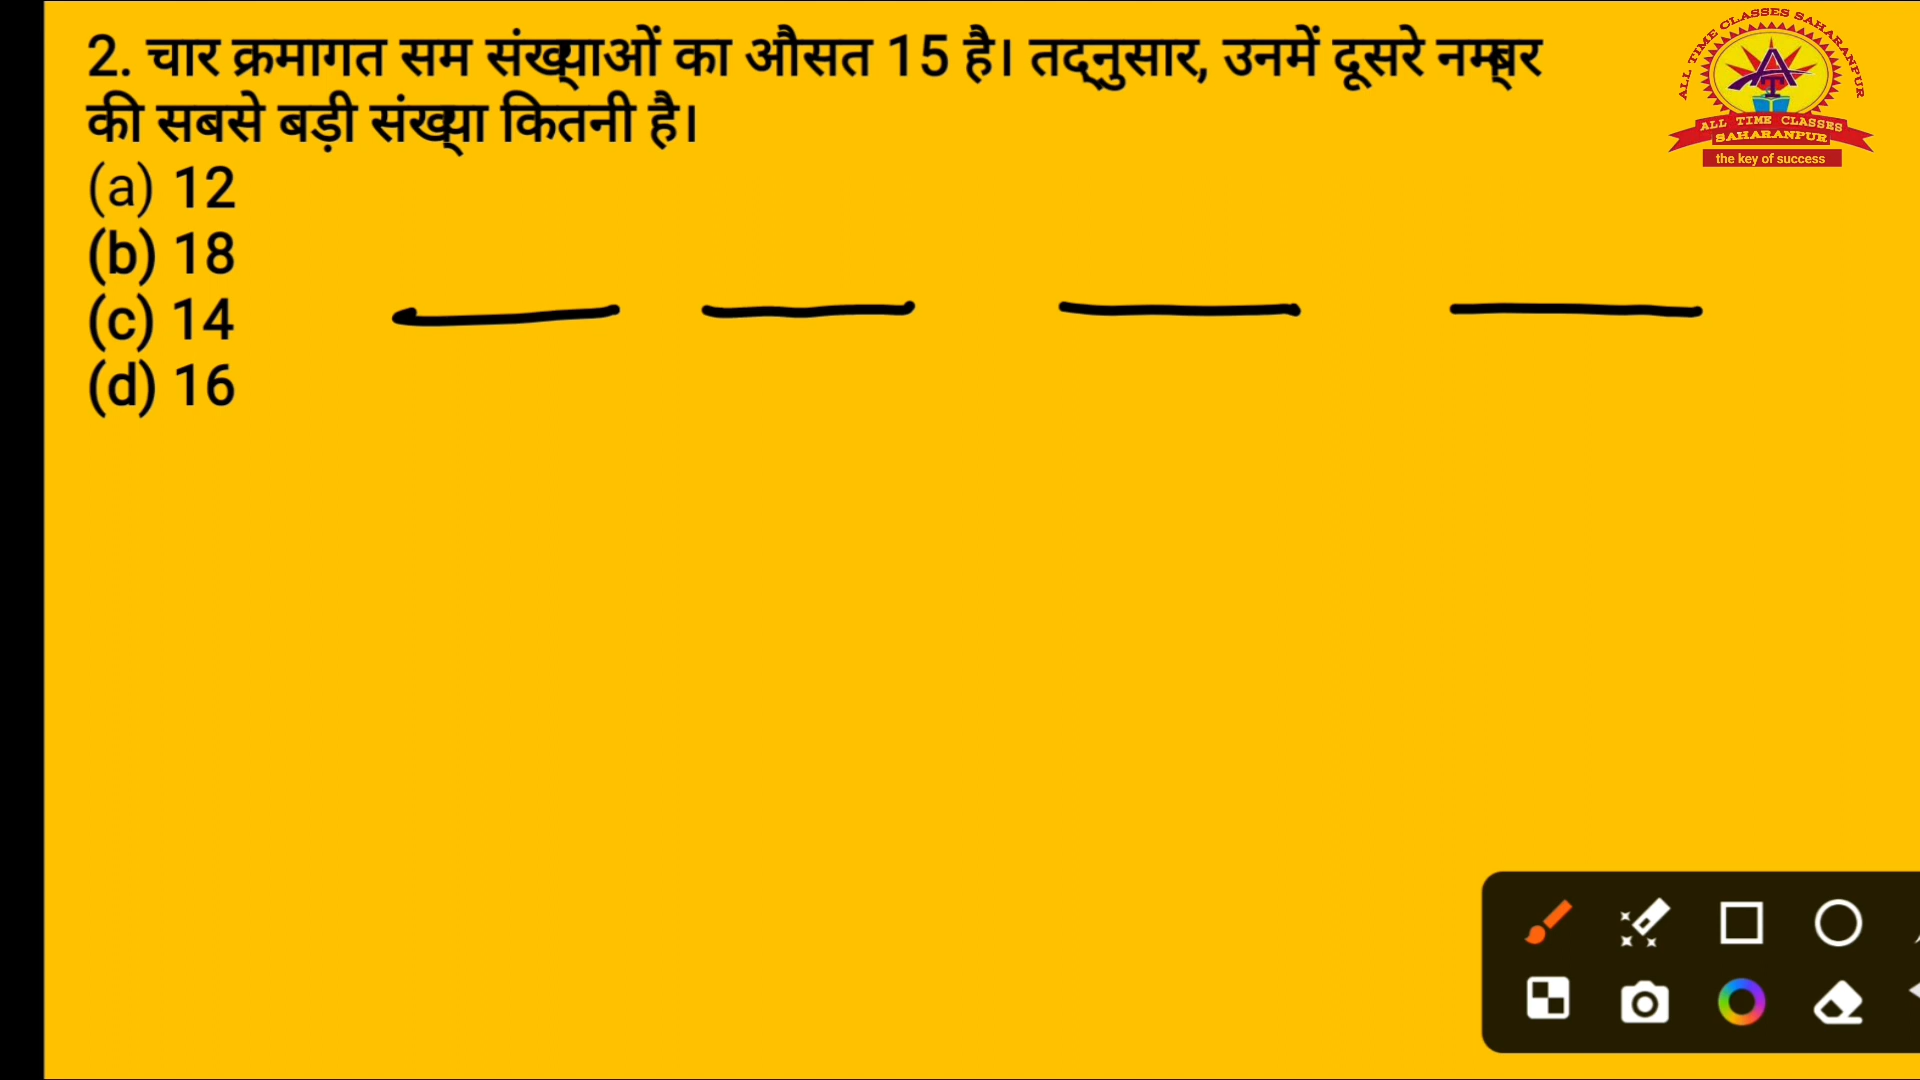 2. चार क्रमागत सम संख्याओं का औसत 15 है। तद्नुसार, उनमें दूसरे नम्बर
की सबसे बड़ी संख्या कितनी है।
(a) 12
(b) 18
(c) 14
(d) 16
ALL TIME CLASSES SAHARANPUR
AT
ALL TIME CLASSES
SAHARANPUR
the key of success